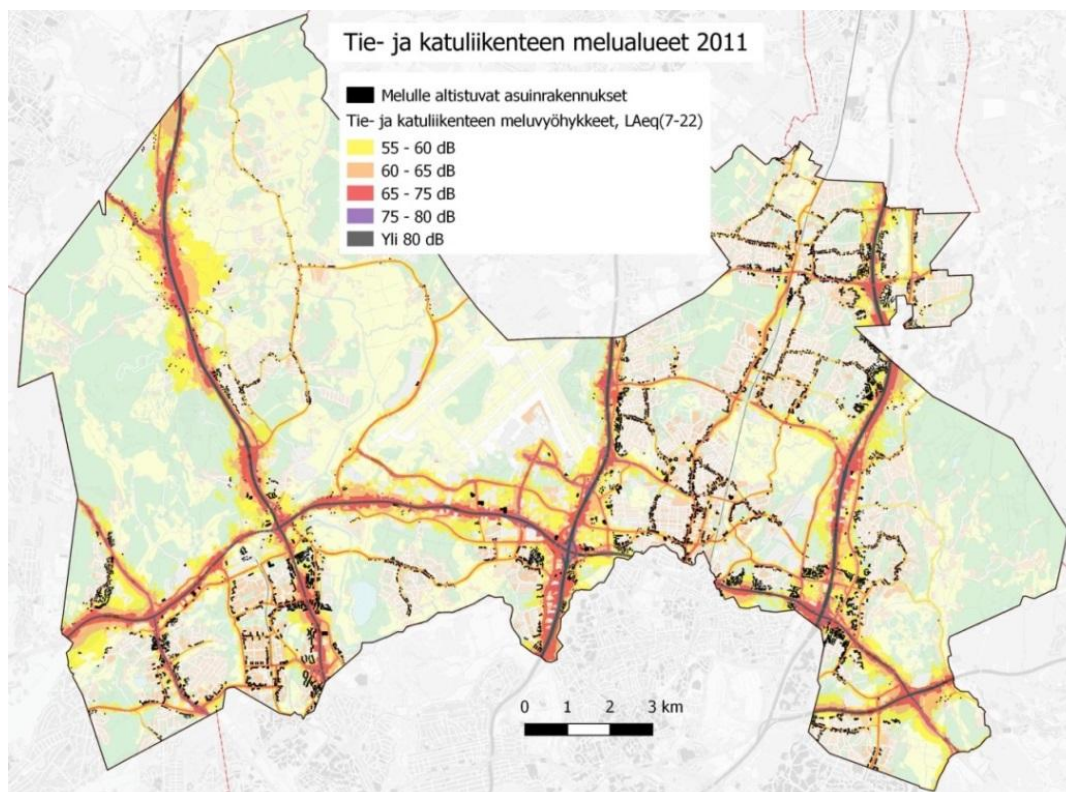 Tie- ja katuliikenteen melualueet 2011
Melulle altistuvat asuinrakennukset
Tie- ja katuliikenteen meluvyöhykkeet, LAeq(7-22)
55 - 60 dB
60 - 65 dB
65 - 75 dB
75 - 80 dB
Yli 80 dB
0 1 2 3 km